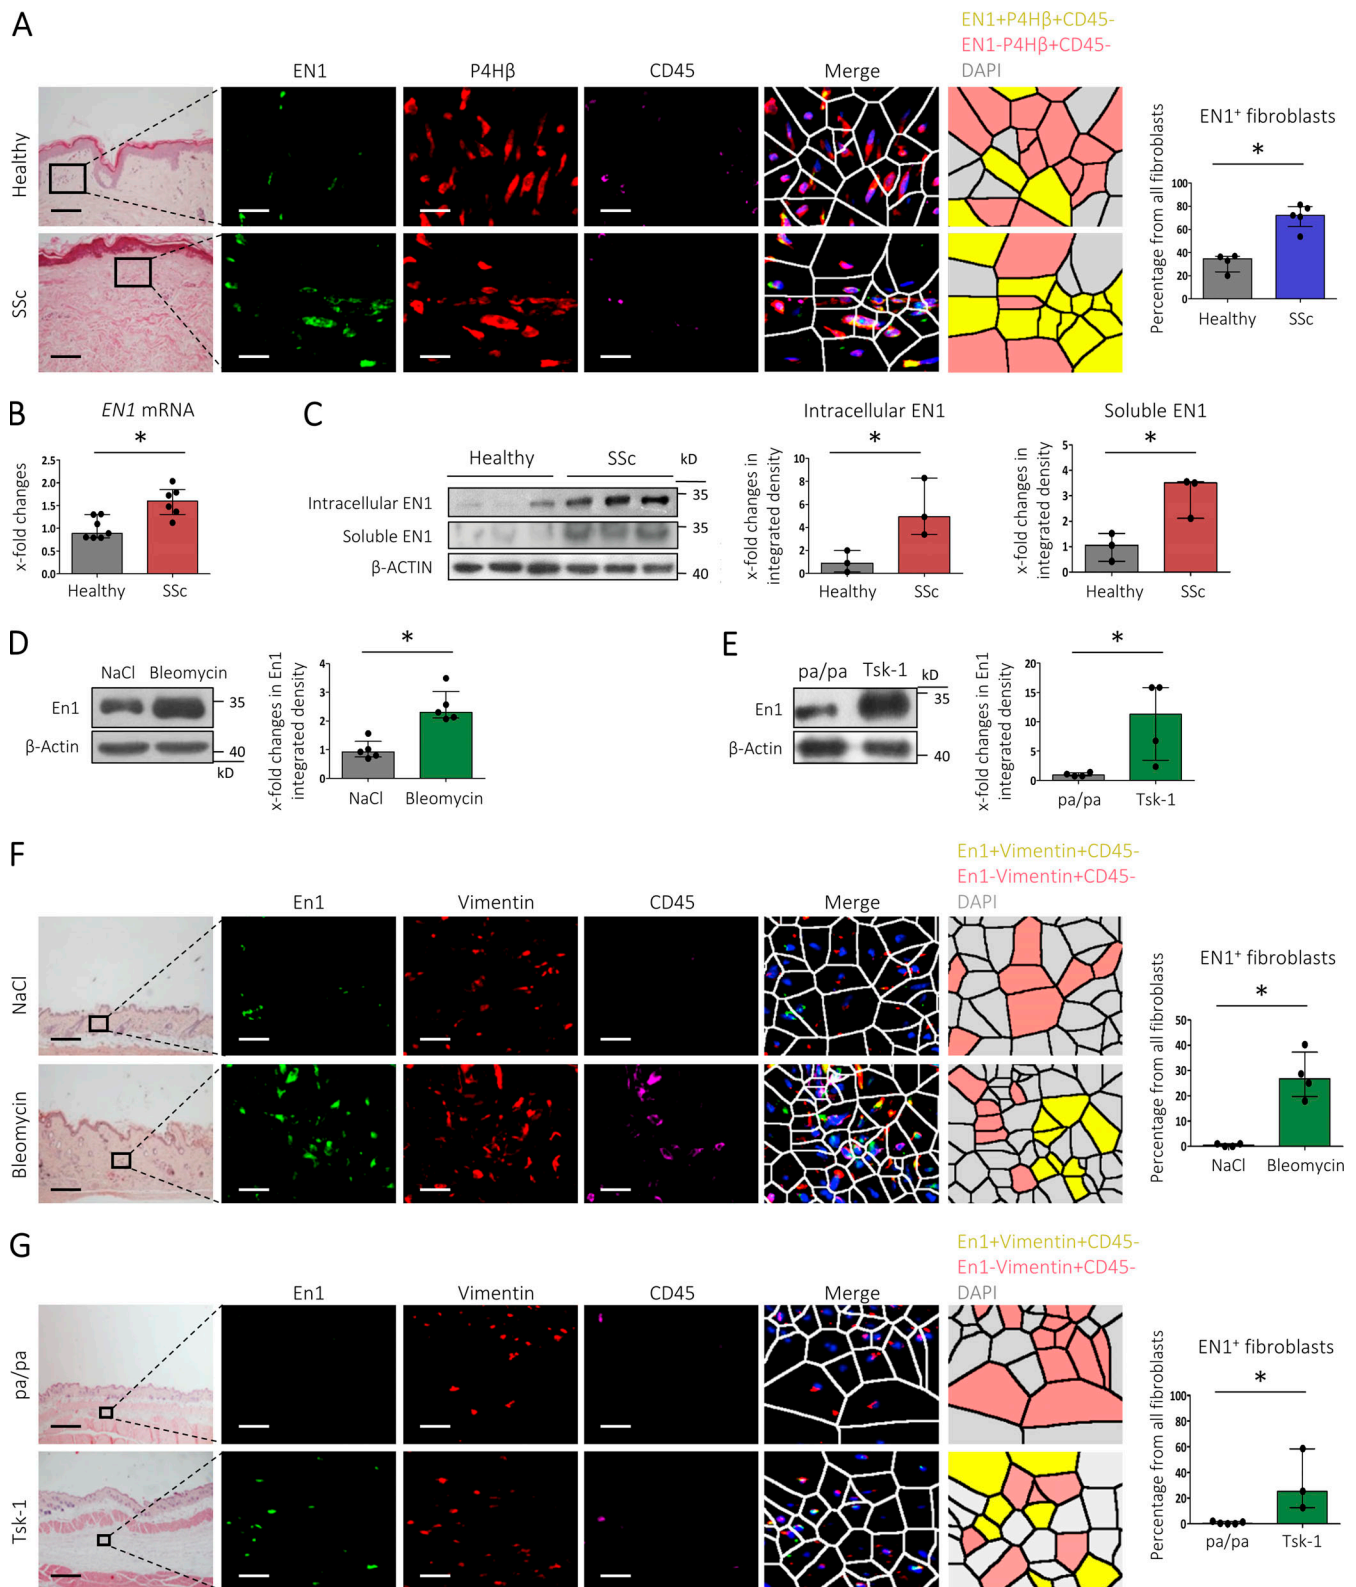 A
EN1+P4Hβ+CD45-
EN1-P4Hβ+CD45-
EN1 P4Hβ CD45 Merge DAPI
Healthy
SSc
EN1+ fibroblasts
*
Percentage from all fibroblasts
100
80
60
40
20
0
Healthy SSc
B
EN1 mRNA
*
x-fold changes
2.5
2.0
1.5
1.0
0.5
0.0
Healthy SSc
C
Healthy SSc kD
Intracellular EN1 35
Soluble EN1 35
β-ACTIN 40
Intracellular EN1
*
x-fold changes in
integrated density
10
8
6
4
2
0
Healthy SSc
Soluble EN1
*
x-fold changes in
integrated density
5
4
3
2
1
0
Healthy SSc
D
NaCl Bleomycin
En1 35
β-Actin 40
kD
*
x-fold changes in En1
integrated density
4
3
2
1
0
NaCl Bleomycin
E
pa/pa Tsk-1 kD
En1 35
β-Actin 40
*
x-fold changes in En1
integrated density
20
15
10
5
0
pa/pa Tsk-1
F
En1+Vimentin+CD45-
En1-Vimentin+CD45-
En1 Vimentin CD45 Merge DAPI
NaCl
Bleomycin
EN1+ fibroblasts
*
Percentage from all fibroblasts
50
40
30
20
10
0
NaCl Bleomycin
G
En1+Vimentin+CD45-
En1-Vimentin+CD45-
En1 Vimentin CD45 Merge DAPI
pa/pa
Tsk-1
EN1+ fibroblasts
*
Percentage from all fibroblasts
100
80
60
40
20
0
pa/pa Tsk-1